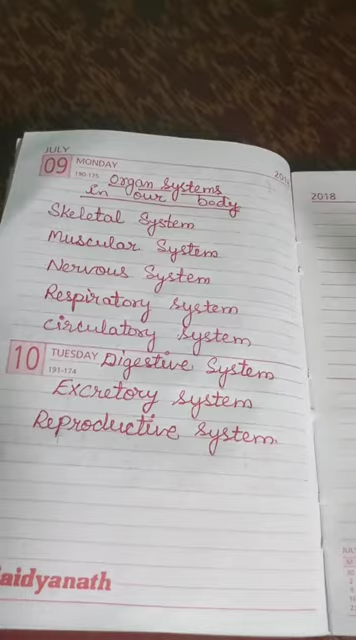 JULY
09 MONDAY
190-175 Organ Systems
in our body
Skeletal System
Muscular System
Nervous System
Respiratory System
Circulatory System
10 TUESDAY Digestive System
191-174
Excretory System
Reproductive System.
aidyanath
2018